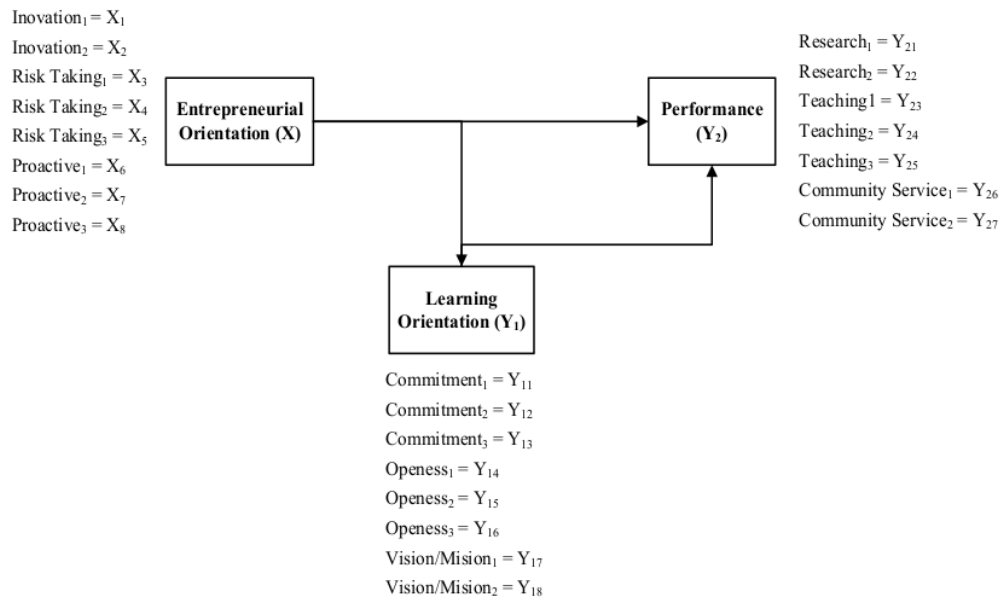 Inovation₁ = X₁
Inovation₂ = X₂
Risk Taking₁ = X₃
Risk Taking₂ = X₄
Risk Taking₃ = X₅
Proactive₁ = X₆
Proactive₂ = X₇
Proactive₃ = X₈
Entrepreneurial
Orientation (X)
Performance
(Y₂)
Research₁ = Y₂₁
Research₂ = Y₂₂
Teaching1 = Y₂₃
Teaching₂ = Y₂₄
Teaching₃ = Y₂₅
Community Service₁ = Y₂₆
Community Service₂ = Y₂₇
Learning
Orientation (Y₁)
Commitment₁ = Y₁₁
Commitment₂ = Y₁₂
Commitment₃ = Y₁₃
Openess₁ = Y₁₄
Openess₂ = Y₁₅
Openess₃ = Y₁₆
Vision/Mision₁ = Y₁₇
Vision/Mision₂ = Y₁₈